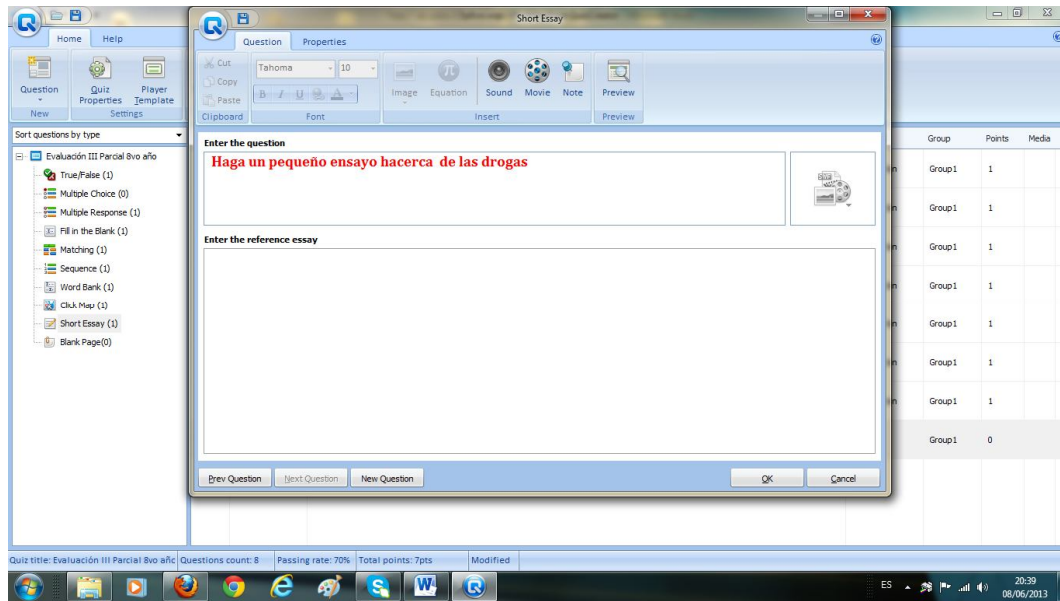 Short Essay
Home Help
Question Properties
Question
New
Quiz Properties
Player Template
Settings
Cut
Copy
Paste
Clipboard
Tahoma 10
B I U A
Font
Image Equation Sound Movie Note
Insert
Preview
Preview
Sort questions by type
Evaluación III Parcial 8vo año
True/False (1)
Multiple Choice (0)
Multiple Response (1)
Fill in the Blank (1)
Matching (1)
Sequence (1)
Word Bank (1)
Click Map (1)
Short Essay (1)
Blank Page(0)
Enter the question
Haga un pequeño ensayo hacerca de las drogas
Enter the reference essay
Prev Question Next Question New Question OK Cancel
Group Points Media
Group1 1
Group1 1
Group1 1
Group1 1
Group1 1
Group1 1
Group1 1
Group1 0
Quiz title: Evaluación III Parcial 8vo añc Questions count: 8 Passing rate: 70% Total points: 7pts Modified
ES 20:39
08/06/2013